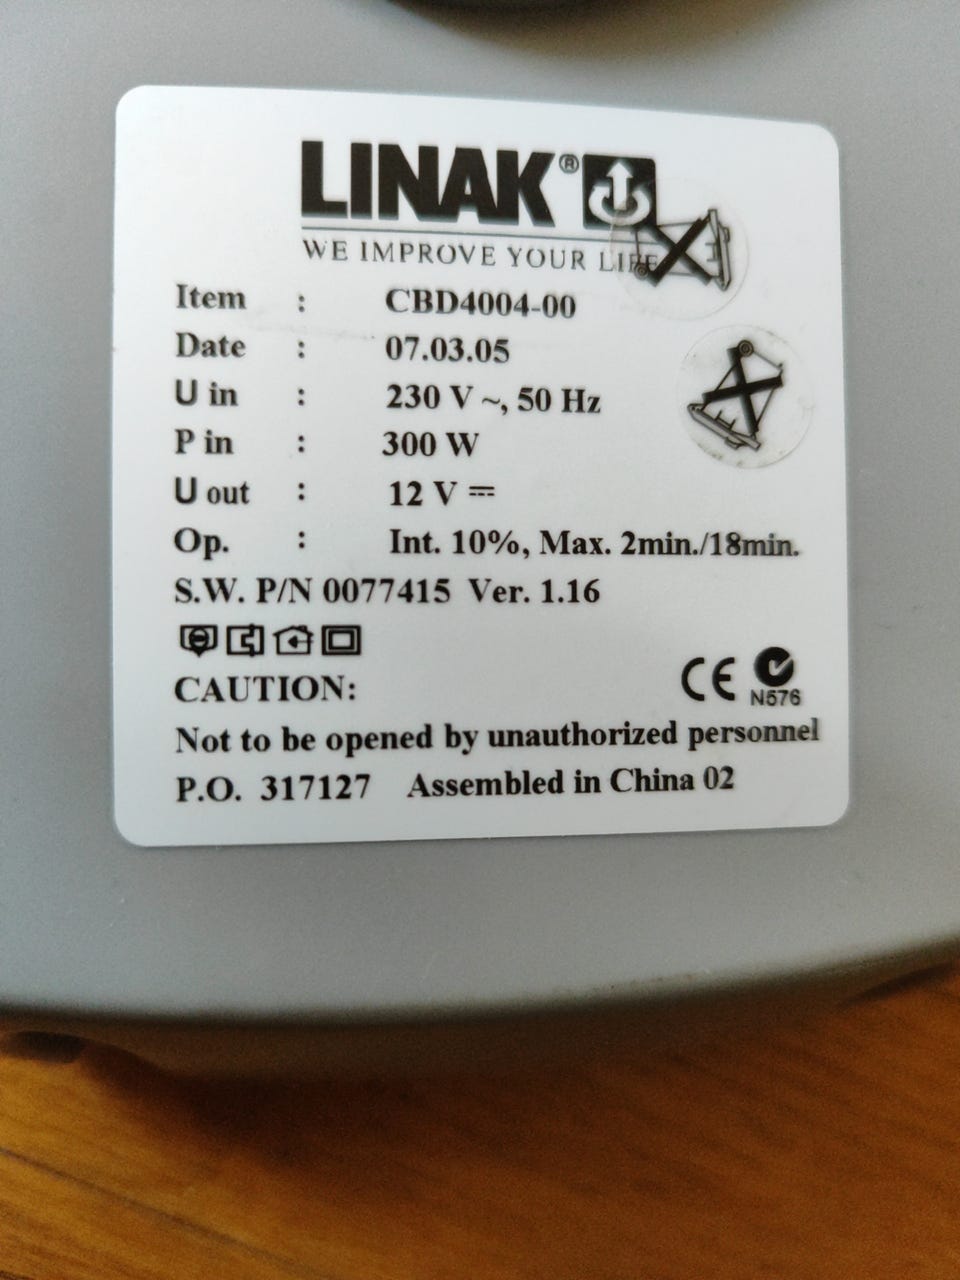 LINAK®
WE IMPROVE YOUR LIFE
Item : CBD4004-00
Date : 07.03.05
U in : 230 V ~, 50 Hz
P in : 300 W
U out : 12 V ⎓
Op. : Int. 10%, Max. 2min./18min.
S.W. P/N 0077415 Ver. 1.16
CE N576
CAUTION:
Not to be opened by unauthorized personnel
P.O. 317127 Assembled in China 02